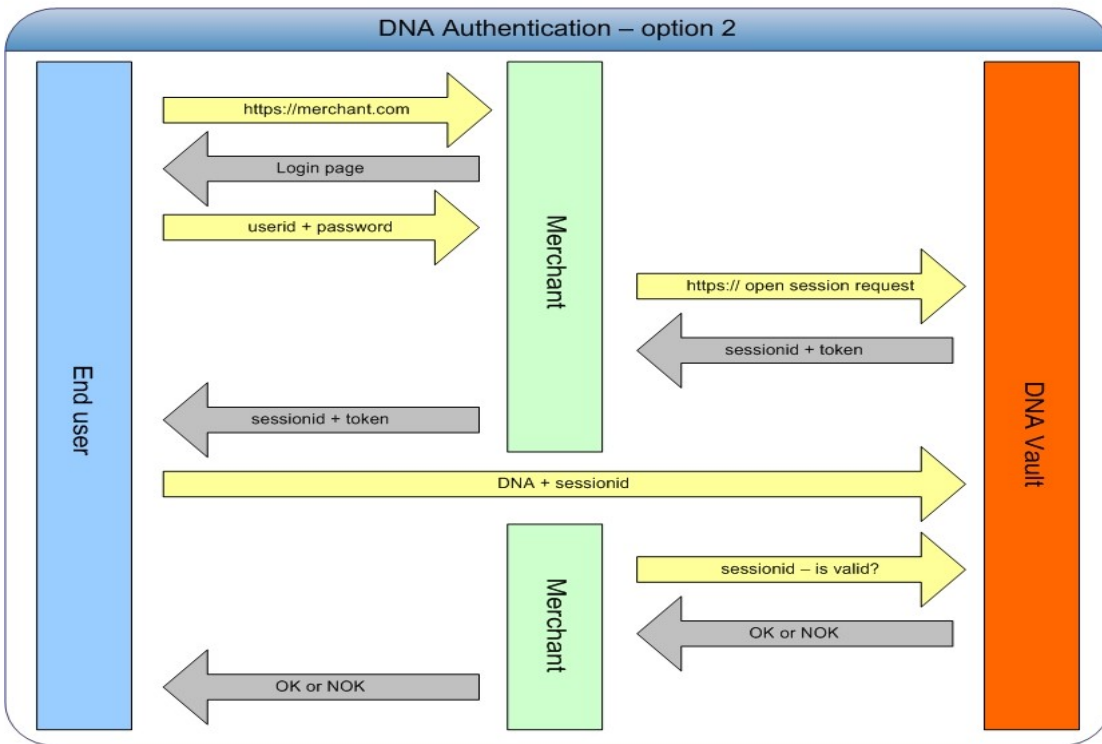 DNA Authentication – option 2
End user
Merchant
DNA Vault
https://merchant.com
Login page
userid + password
https:// open session request
sessionid + token
sessionid + token
DNA + sessionid
Merchant
sessionid – is valid?
OK or NOK
OK or NOK